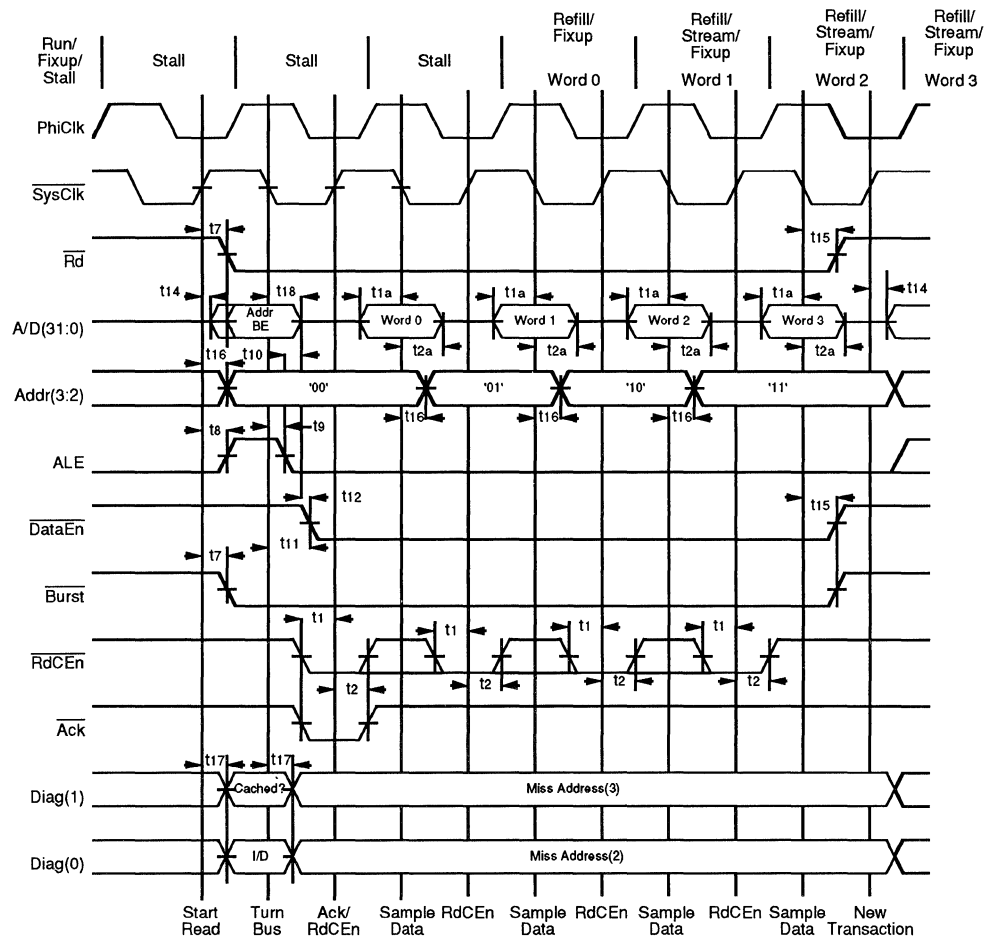 Refill/
Fixup
Refill/
Stream/
Fixup
Refill/
Stream/
Fixup
Refill/
Stream/
Fixup
Run/
Fixup/
Stall
Stall
Stall
Stall
Word 0
Word 1
Word 2
Word 3
PhiClk
SysClk
t7
t15
Rd
t14
t18
t1a
t1a
t1a
t1a
t14
A/D(31:0)
Addr
BE
Word 0
Word 1
Word 2
Word 3
t16
t10
t2a
t2a
t2a
t2a
Addr(3:2)
'00'
'01'
'10'
'11'
t16
t16
t16
t8
t9
ALE
t12
t15
DataEn
t11
t7
Burst
t1
t1
t1
t1
RdCEn
t2
t2
t2
t2
Ack
t17
t17
Diag(1)
Cached?
Miss Address(3)
Diag(0)
I/D
Miss Address(2)
Start
Read
Turn
Bus
Ack/
RdCEn
Sample
Data
RdCEn
Sample
Data
RdCEn
Sample
Data
RdCEn
Sample
Data
New
Transaction